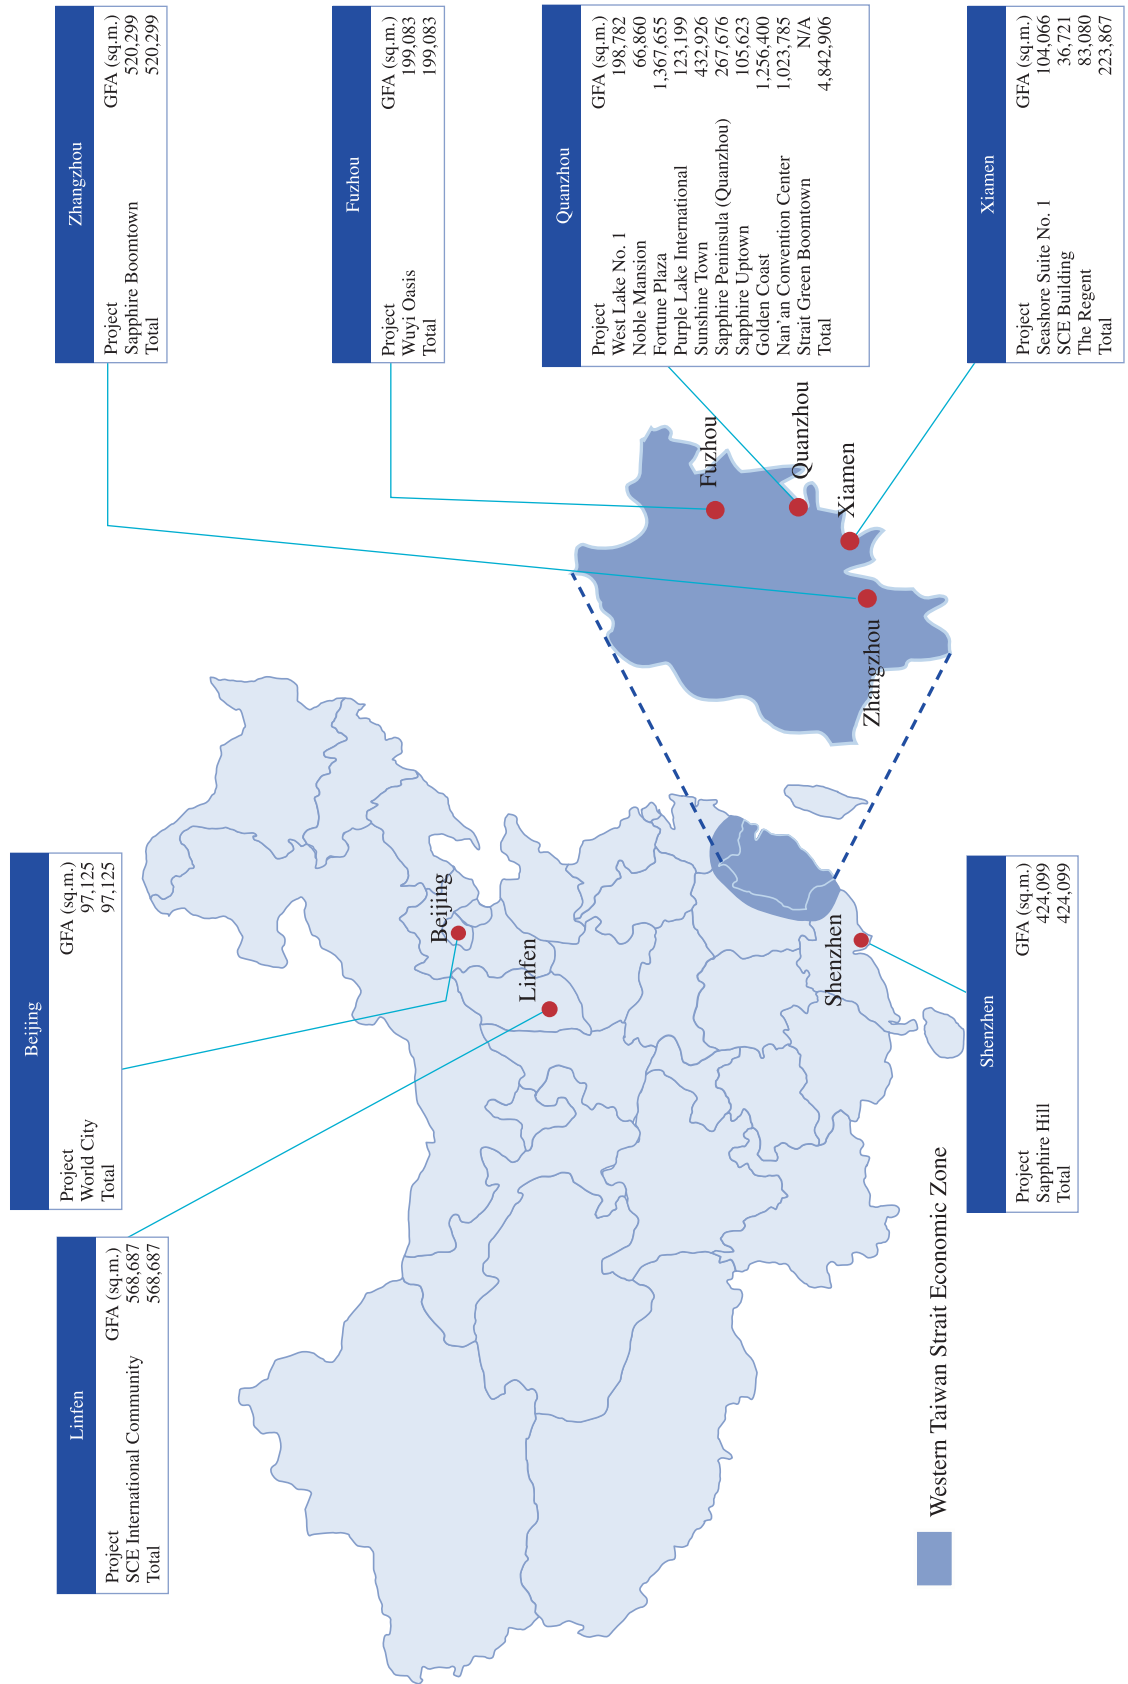 Linfen
Project GFA (sq.m.)
SCE International Community 568,687
Total 568,687
Beijing
Project GFA (sq.m.)
World City 97,125
Total 97,125
Zhangzhou
Project GFA (sq.m.)
Sapphire Boomtown 520,299
Total 520,299
Fuzhou
Project GFA (sq.m.)
Wuyi Oasis 199,083
Total 199,083
Quanzhou
Project GFA (sq.m.)
West Lake No. 1 198,782
Noble Mansion 66,860
Fortune Plaza 1,367,655
Purple Lake International 123,199
Sunshine Town 432,926
Sapphire Peninsula (Quanzhou) 267,676
Sapphire Uptown 105,623
Golden Coast 1,256,400
Nan'an Convention Center 1,023,785
Strait Green Boomtown N/A
Total 4,842,906
Xiamen
Project GFA (sq.m.)
Seashore Suite No. 1 104,066
SCE Building 36,721
The Regent 83,080
Total 223,867
Shenzhen
Project GFA (sq.m.)
Sapphire Hill 424,099
Total 424,099
Beijing
Linfen
Shenzhen
Fuzhou
Quanzhou
Xiamen
Zhangzhou
Western Taiwan Strait Economic Zone